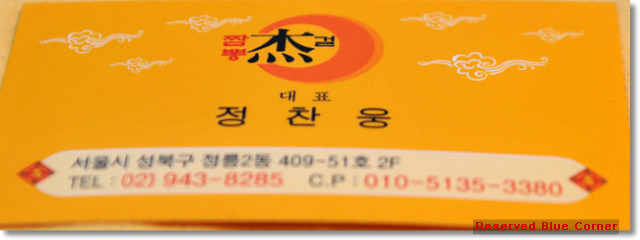 짬뽕 杰 걸
대 표
정 찬 웅
서울시 성북구 정릉2동 409-51호 2F
TEL : 02) 943-8285 C.P : 010-5135-3380
Reserved Blue Corner